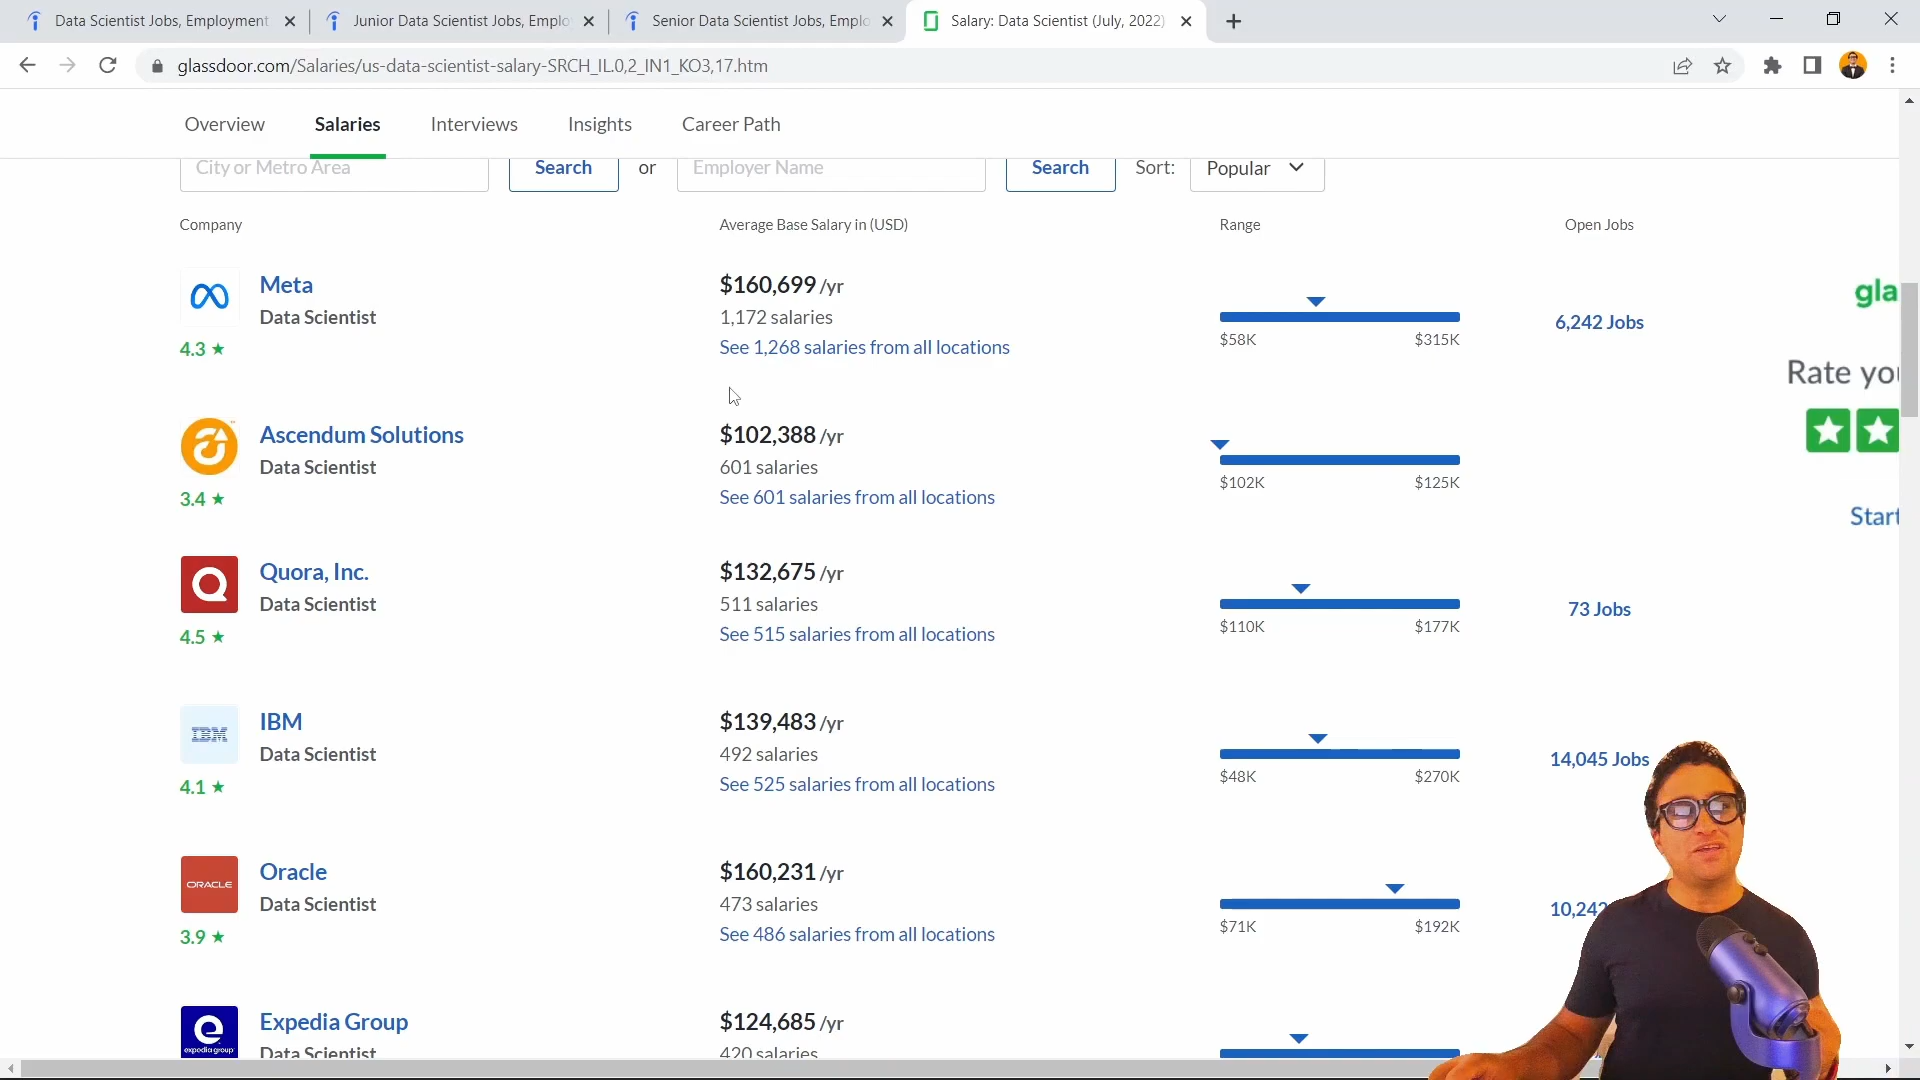 Data Scientist Jobs, Employment
Junior Data Scientist Jobs, Emplo
Senior Data Scientist Jobs, Emplo
Salary: Data Scientist (July, 2022)
glassdoor.com/Salaries/us-data-scientist-salary-SRCH_IL.0,2_IN1_KO3,17.htm
Overview Salaries Interviews Insights Career Path
City or Metro Area Search or Employer Name Search Sort: Popular
Company Average Base Salary in (USD) Range Open Jobs
Meta
Data Scientist
4.3 ★
$160,699 /yr
1,172 salaries
See 1,268 salaries from all locations
$58K $315K
6,242 Jobs
gla
Rate you
Start
Ascendum Solutions
Data Scientist
3.4 ★
$102,388 /yr
601 salaries
See 601 salaries from all locations
$102K $125K
Quora, Inc.
Data Scientist
4.5 ★
$132,675 /yr
511 salaries
See 515 salaries from all locations
$110K $177K
73 Jobs
IBM
IBM
Data Scientist
4.1 ★
$139,483 /yr
492 salaries
See 525 salaries from all locations
$48K $270K
14,045 Jobs
ORACLE
Oracle
Data Scientist
3.9 ★
$160,231 /yr
473 salaries
See 486 salaries from all locations
$71K $192K
10,242
expedia group
Expedia Group
Data Scientist
$124,685 /yr
420 salaries